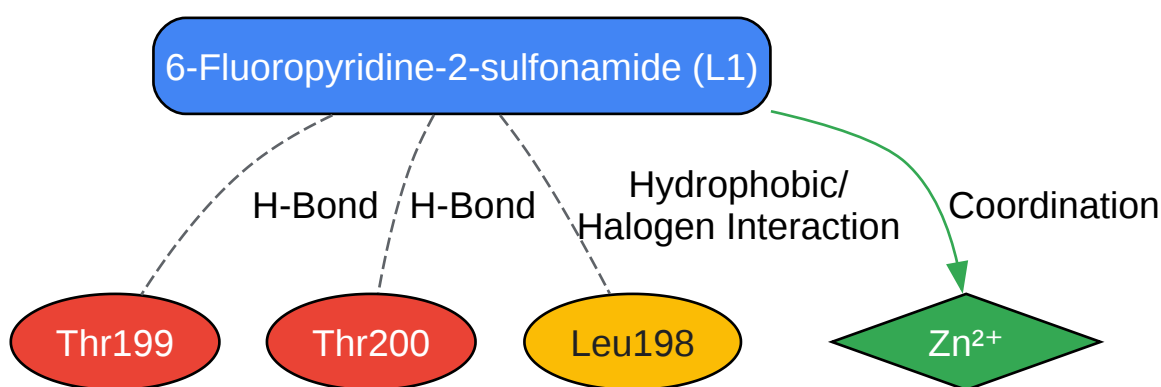 6-Fluoropyridine-2-sulfonamide (L1)
H-Bond
H-Bond
Hydrophobic/
Halogen Interaction
Coordination
Thr199
Thr200
Leu198
Zn²⁺